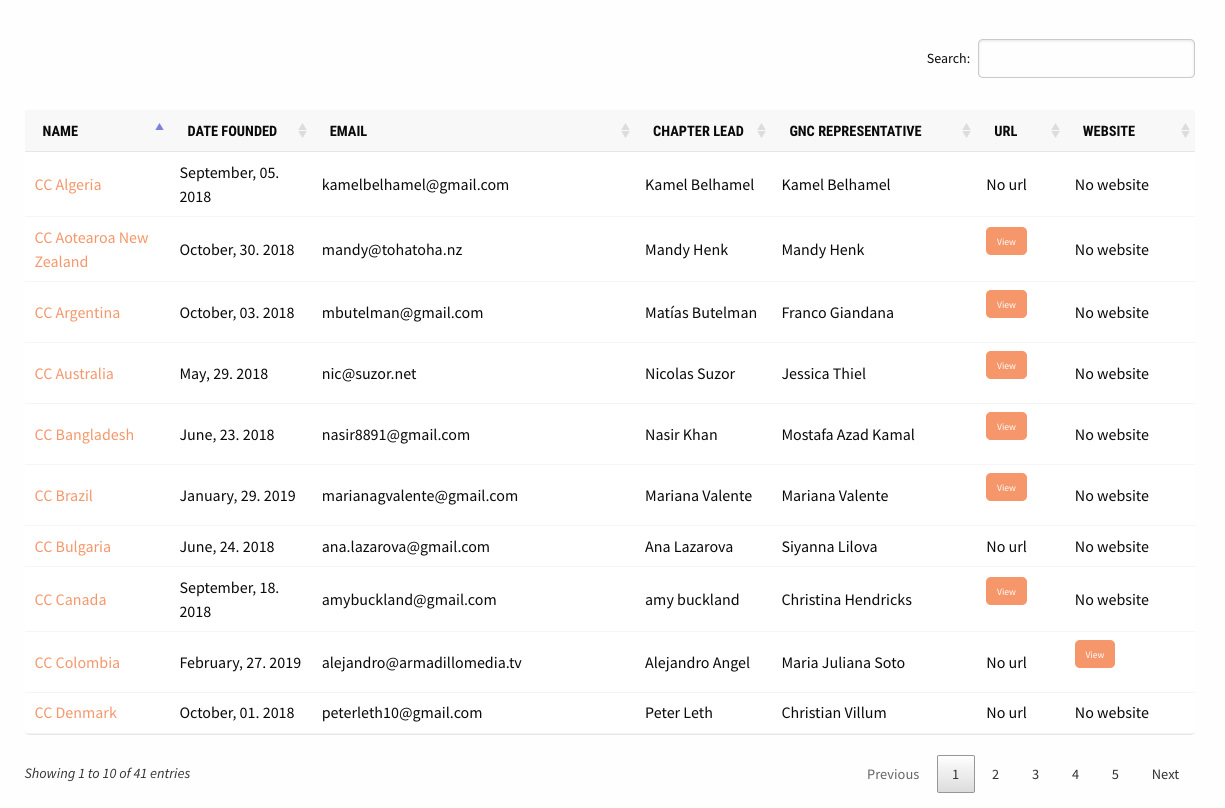 Search:
NAME DATE FOUNDED EMAIL CHAPTER LEAD GNC REPRESENTATIVE URL WEBSITE
CC Algeria September, 05. 2018 kamelbelhamel@gmail.com Kamel Belhamel Kamel Belhamel No url No website
CC Aotearoa New Zealand October, 30. 2018 mandy@tohatoha.nz Mandy Henk Mandy Henk View No website
CC Argentina October, 03. 2018 mbutelman@gmail.com Matías Butelman Franco Giandana View No website
CC Australia May, 29. 2018 nic@suzor.net Nicolas Suzor Jessica Thiel View No website
CC Bangladesh June, 23. 2018 nasir8891@gmail.com Nasir Khan Mostafa Azad Kamal View No website
CC Brazil January, 29. 2019 marianagvalente@gmail.com Mariana Valente Mariana Valente View No website
CC Bulgaria June, 24. 2018 ana.lazarova@gmail.com Ana Lazarova Siyanna Lilova No url No website
CC Canada September, 18. 2018 amybuckland@gmail.com amy buckland Christina Hendricks View No website
CC Colombia February, 27. 2019 alejandro@armadillomedia.tv Alejandro Angel Maria Juliana Soto No url View
CC Denmark October, 01. 2018 peterleth10@gmail.com Peter Leth Christian Villum No url No website
Showing 1 to 10 of 41 entries Previous 1 2 3 4 5 Next